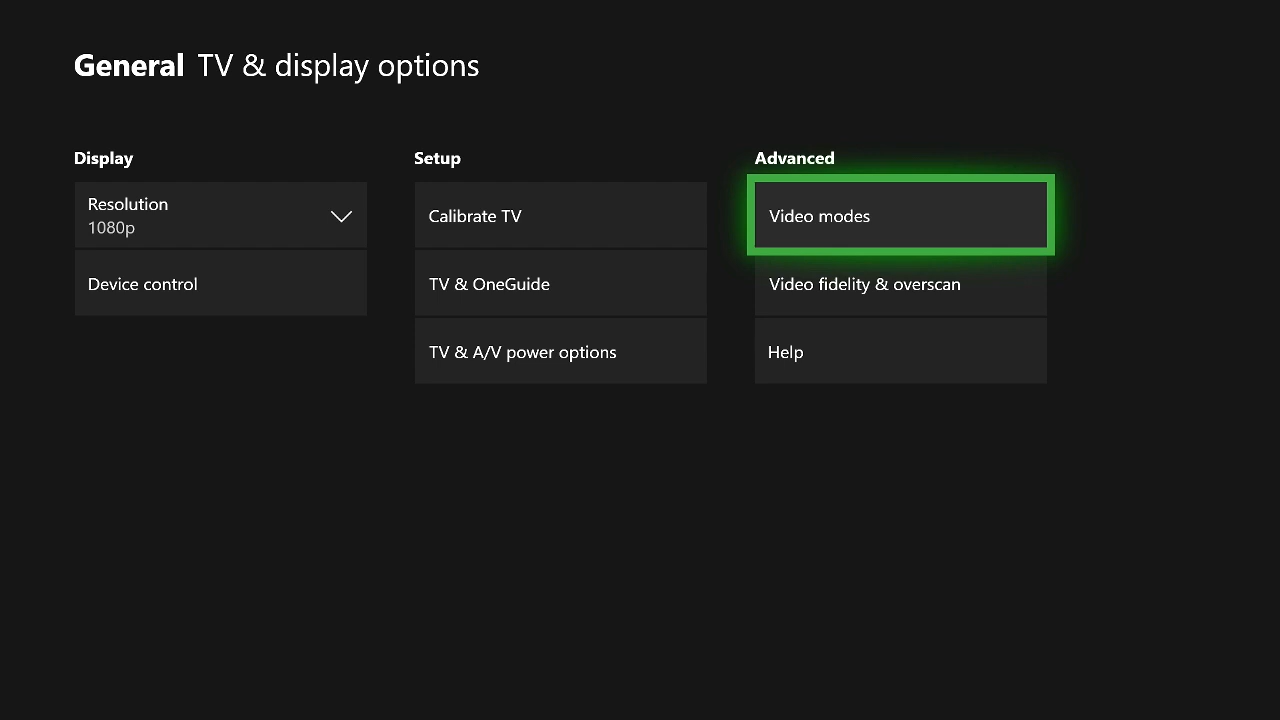 General TV & display options
Display
Resolution
1080p
Device control
Setup
Calibrate TV
TV & OneGuide
TV & A/V power options
Advanced
Video modes
Video fidelity & overscan
Help